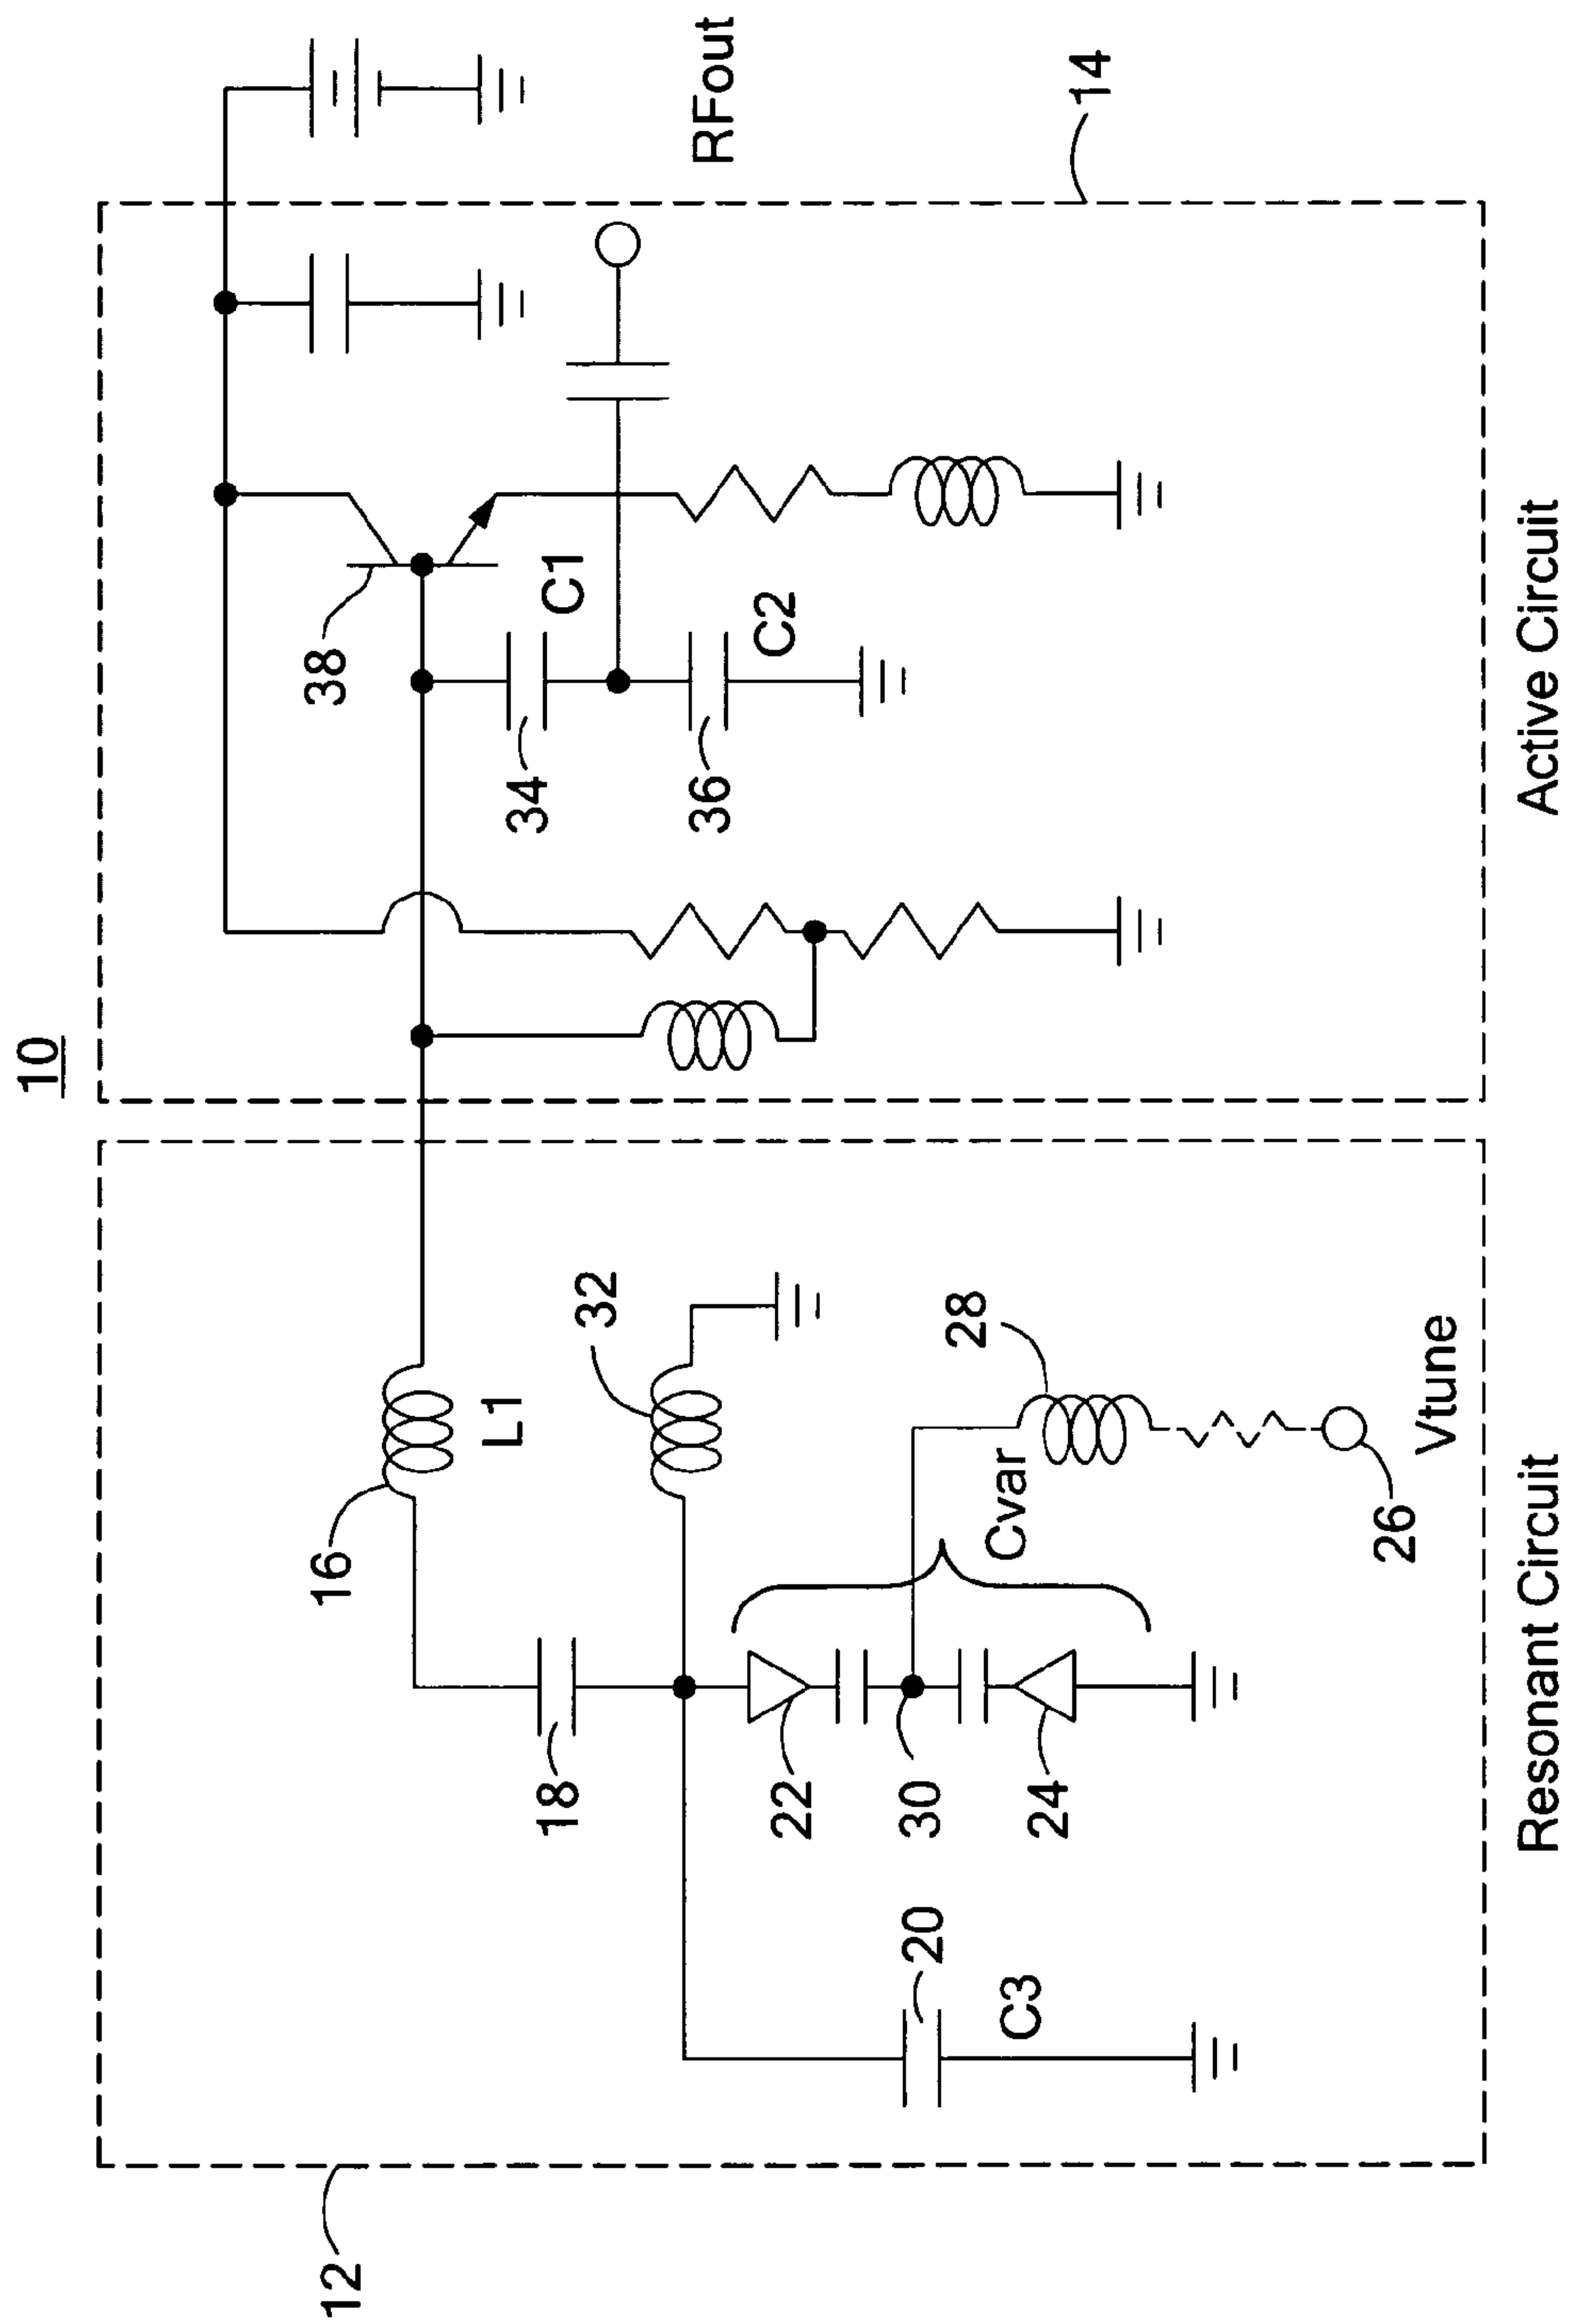 10
12
14
16
L1
18
32
22
30
24
Cvar
28
26
Vtune
20
C3
Resonant Circuit
38
34
C1
36
C2
RFout
Active Circuit